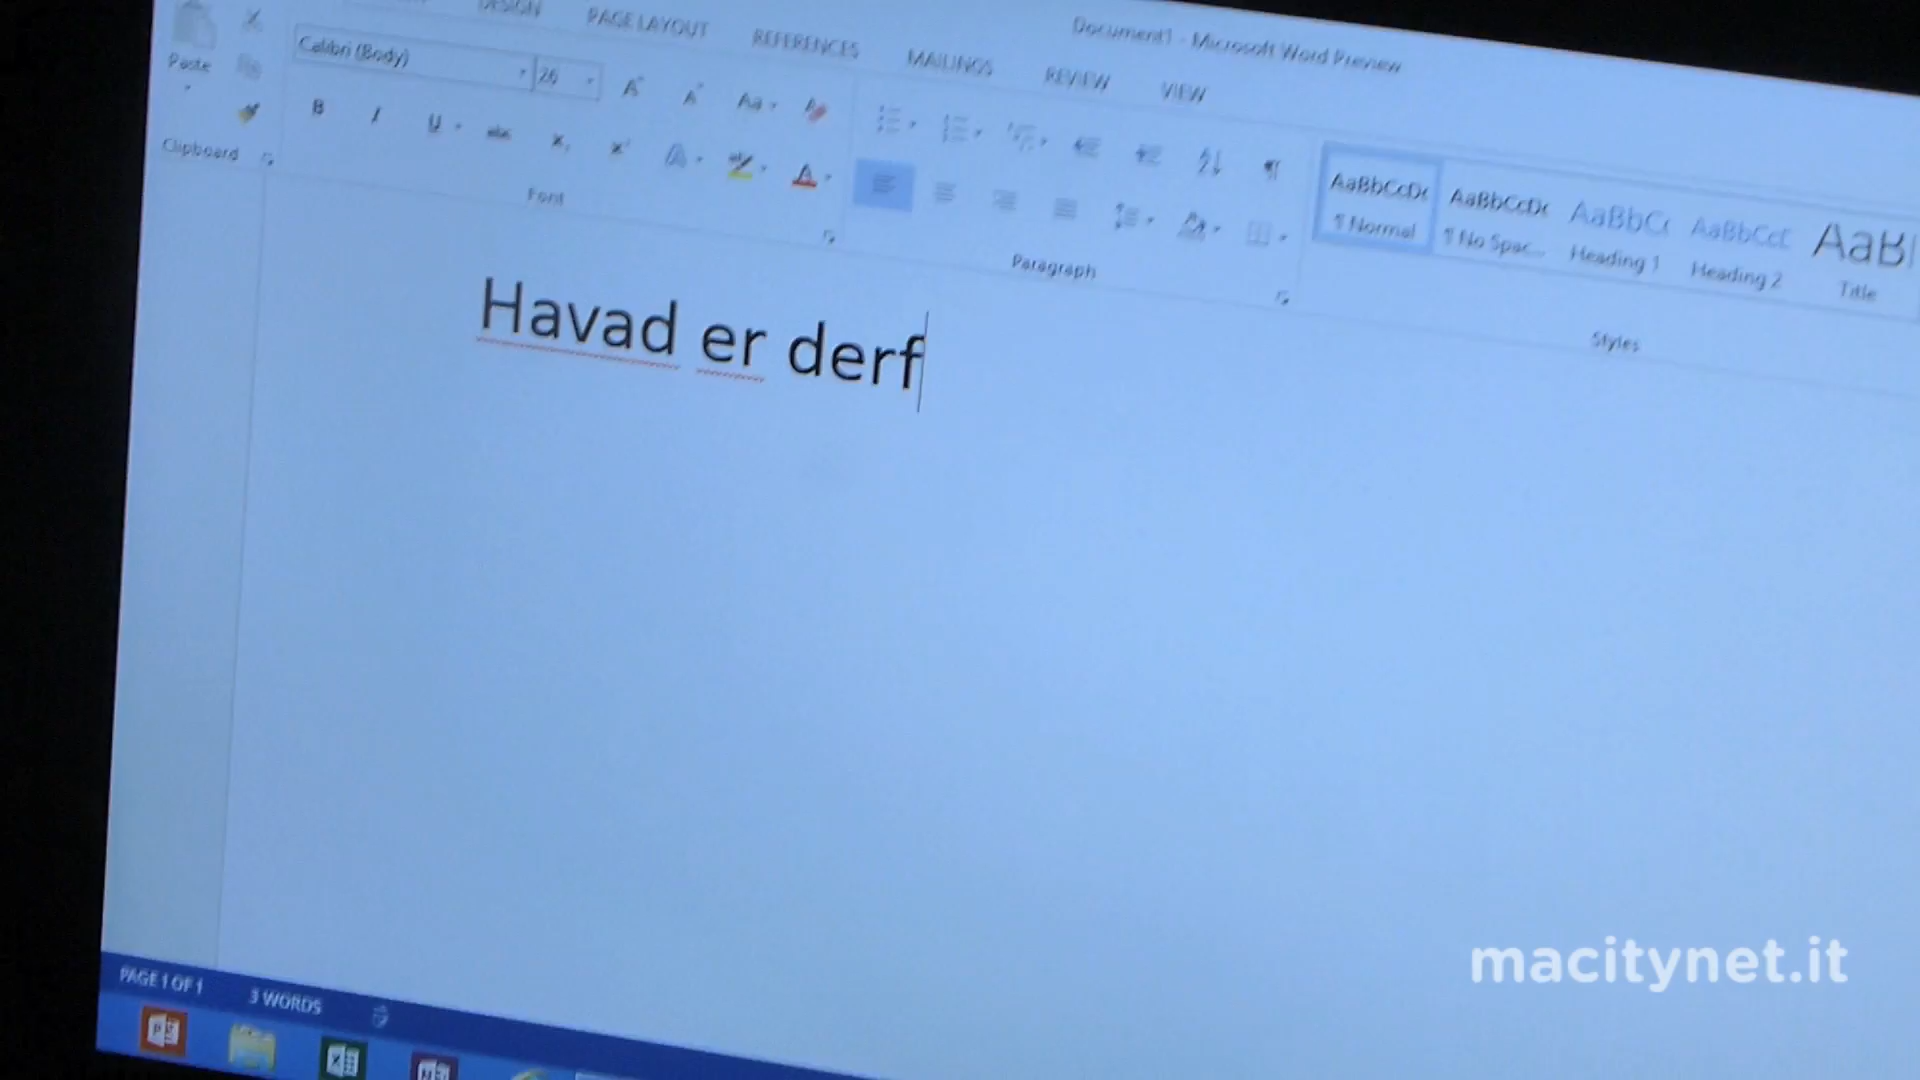 DESIGN
PAGE LAYOUT
REFERENCES
MAILINGS
REVIEW
VIEW
Document1 - Microsoft Word Preview
Paste
Clipboard
Calibri (Body)
26
Font
Paragraph
AaBbCcDc
¶ Normal
AaBbCcDc
¶ No Spac...
AaBbC
Heading 1
AaBbCcD
Heading 2
AaB
Title
Styles
Havad er derf
PAGE 1 OF 1
3 WORDS
macitynet.it